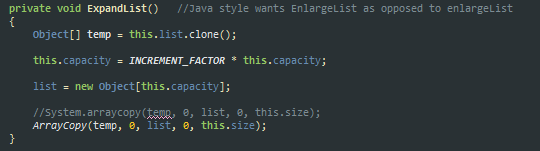 private void ExpandList()   //Java style wants EnlargeList as opposed to enlargeList
{
    Object[] temp = this.list.clone();
    this.capacity = INCREMENT_FACTOR * this.capacity;
    list = new Object[this.capacity];
    //System.arraycopy(temp, 0, list, 0, this.size);
    ArrayCopy(temp, 0, list, 0, this.size);
}